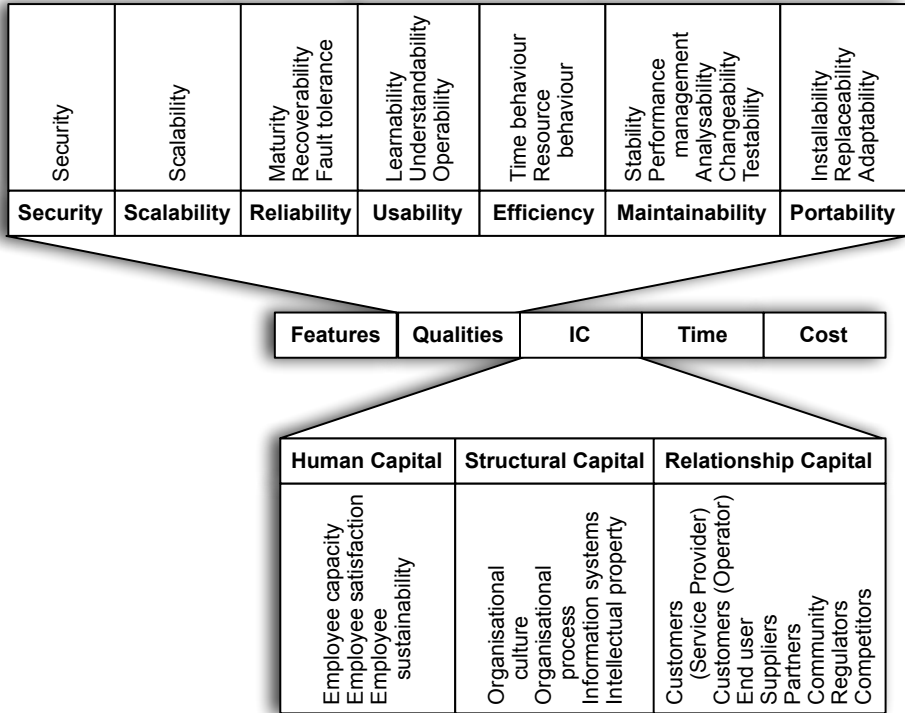 Security
Scalability
Maturity
Recoverability
Fault tolerance
Learnability
Understandability
Operability
Time behaviour
Resource
behaviour
Stability
Performance
management
Analysability
Changeability
Testability
Installability
Replaceability
Adaptability
Security
Scalability
Reliability
Usability
Efficiency
Maintainability
Portability
Features
Qualities
IC
Time
Cost
Human Capital
Structural Capital
Relationship Capital
Employee capacity
Employee satisfaction
Employee
sustainability
Organisational
culture
Organisational
process
Information systems
Intellectual property
Customers
(Service Provider)
Customers (Operator)
End user
Suppliers
Partners
Community
Regulators
Competitors